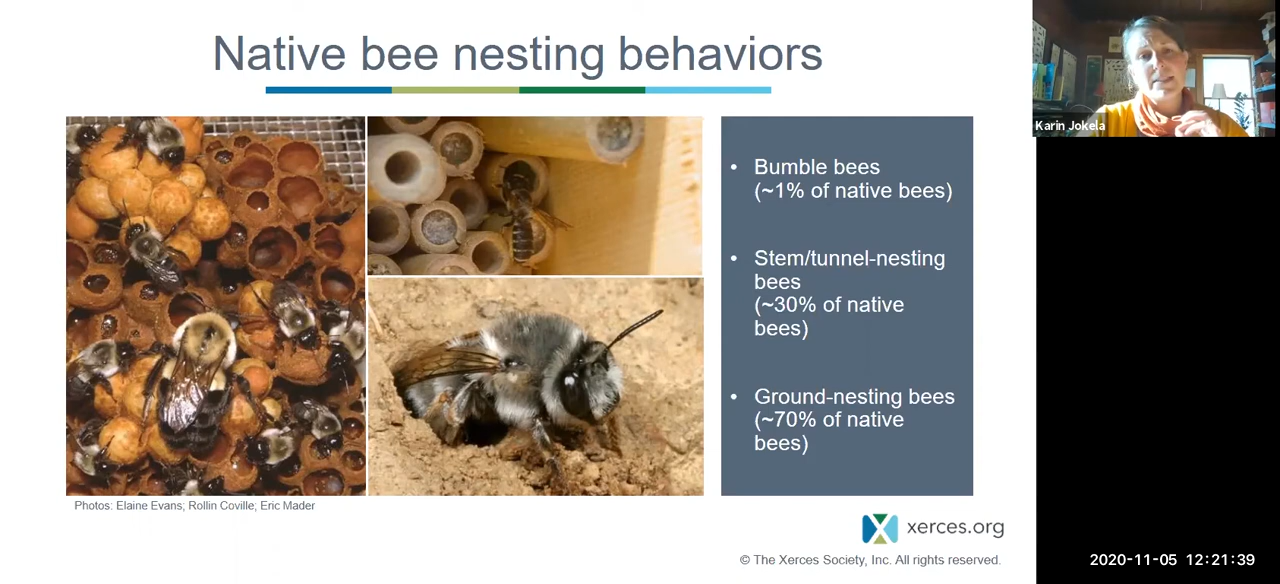 Native bee nesting behaviors
Karin Jokela
• Bumble bees
(~1% of native bees)
• Stem/tunnel-nesting
bees
(~30% of native
bees)
• Ground-nesting bees
(~70% of native
bees)
Photos: Elaine Evans; Rollin Coville; Eric Mader
xerces.org
© The Xerces Society, Inc. All rights reserved.
2020-11-05 12:21:39